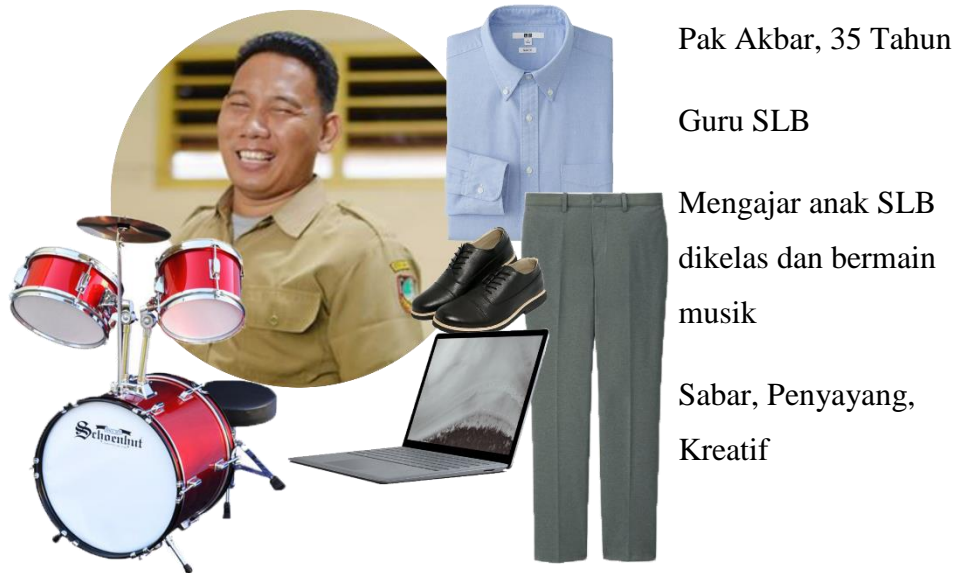 Pak Akbar, 35 Tahun
Guru SLB
Mengajar anak SLB
dikelas dan bermain
musik
Sabar, Penyayang,
Kreatif
Schoenhut